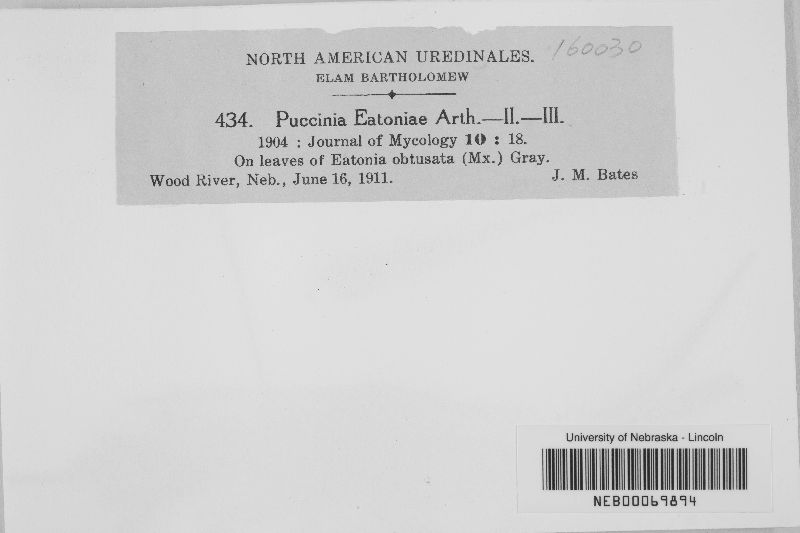 NORTH AMERICAN UREDINALES. 160030
ELAM BARTHOLOMEW
434. Puccinia Eatoniae Arth.—II.—III.
1904 : Journal of Mycology 10 : 18.
On leaves of Eatonia obtusata (Mx.) Gray.
Wood River, Neb., June 16, 1911. J. M. Bates
University of Nebraska - Lincoln
NEB00069894